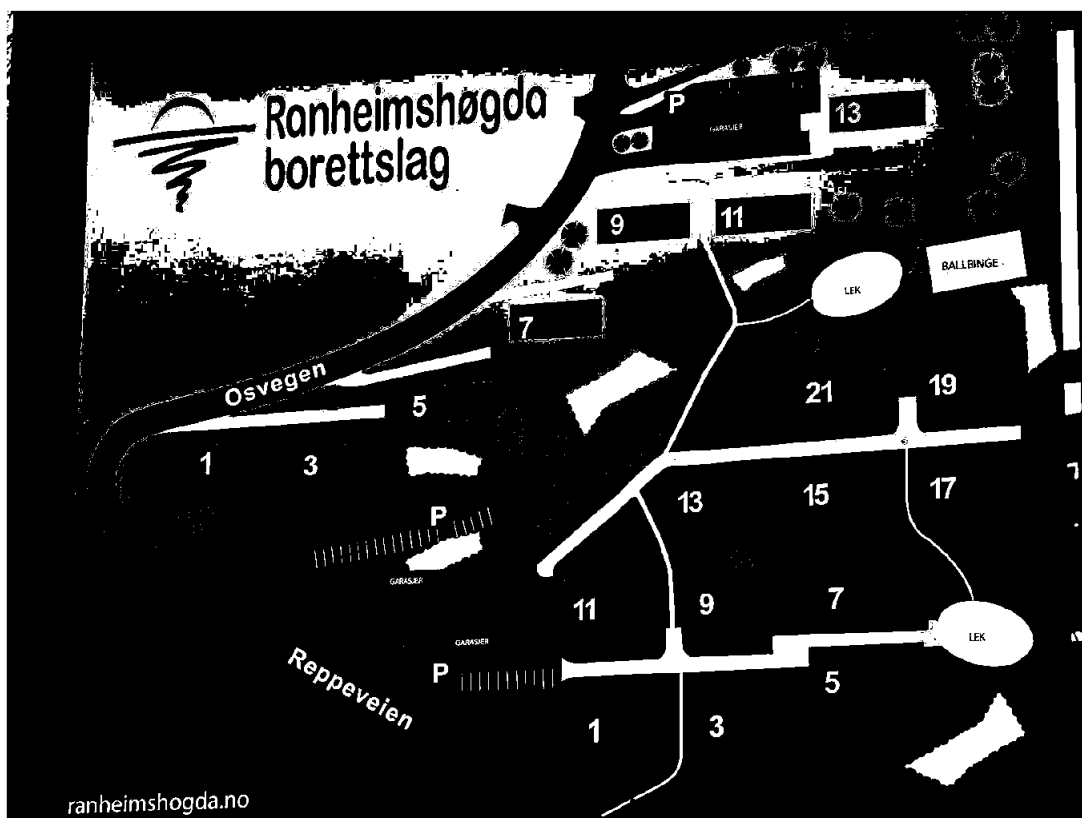 Ranheimshøgda
borettslag
P
GARASJER
13
9
11
BALLBINGE
LEK
7
Osvegen
5
21
19
1
3
13
15
17
P
GARASJER
11
9
7
GARASJER
LEK
Reppeveien
P
5
1
3
ranheimshogda.no